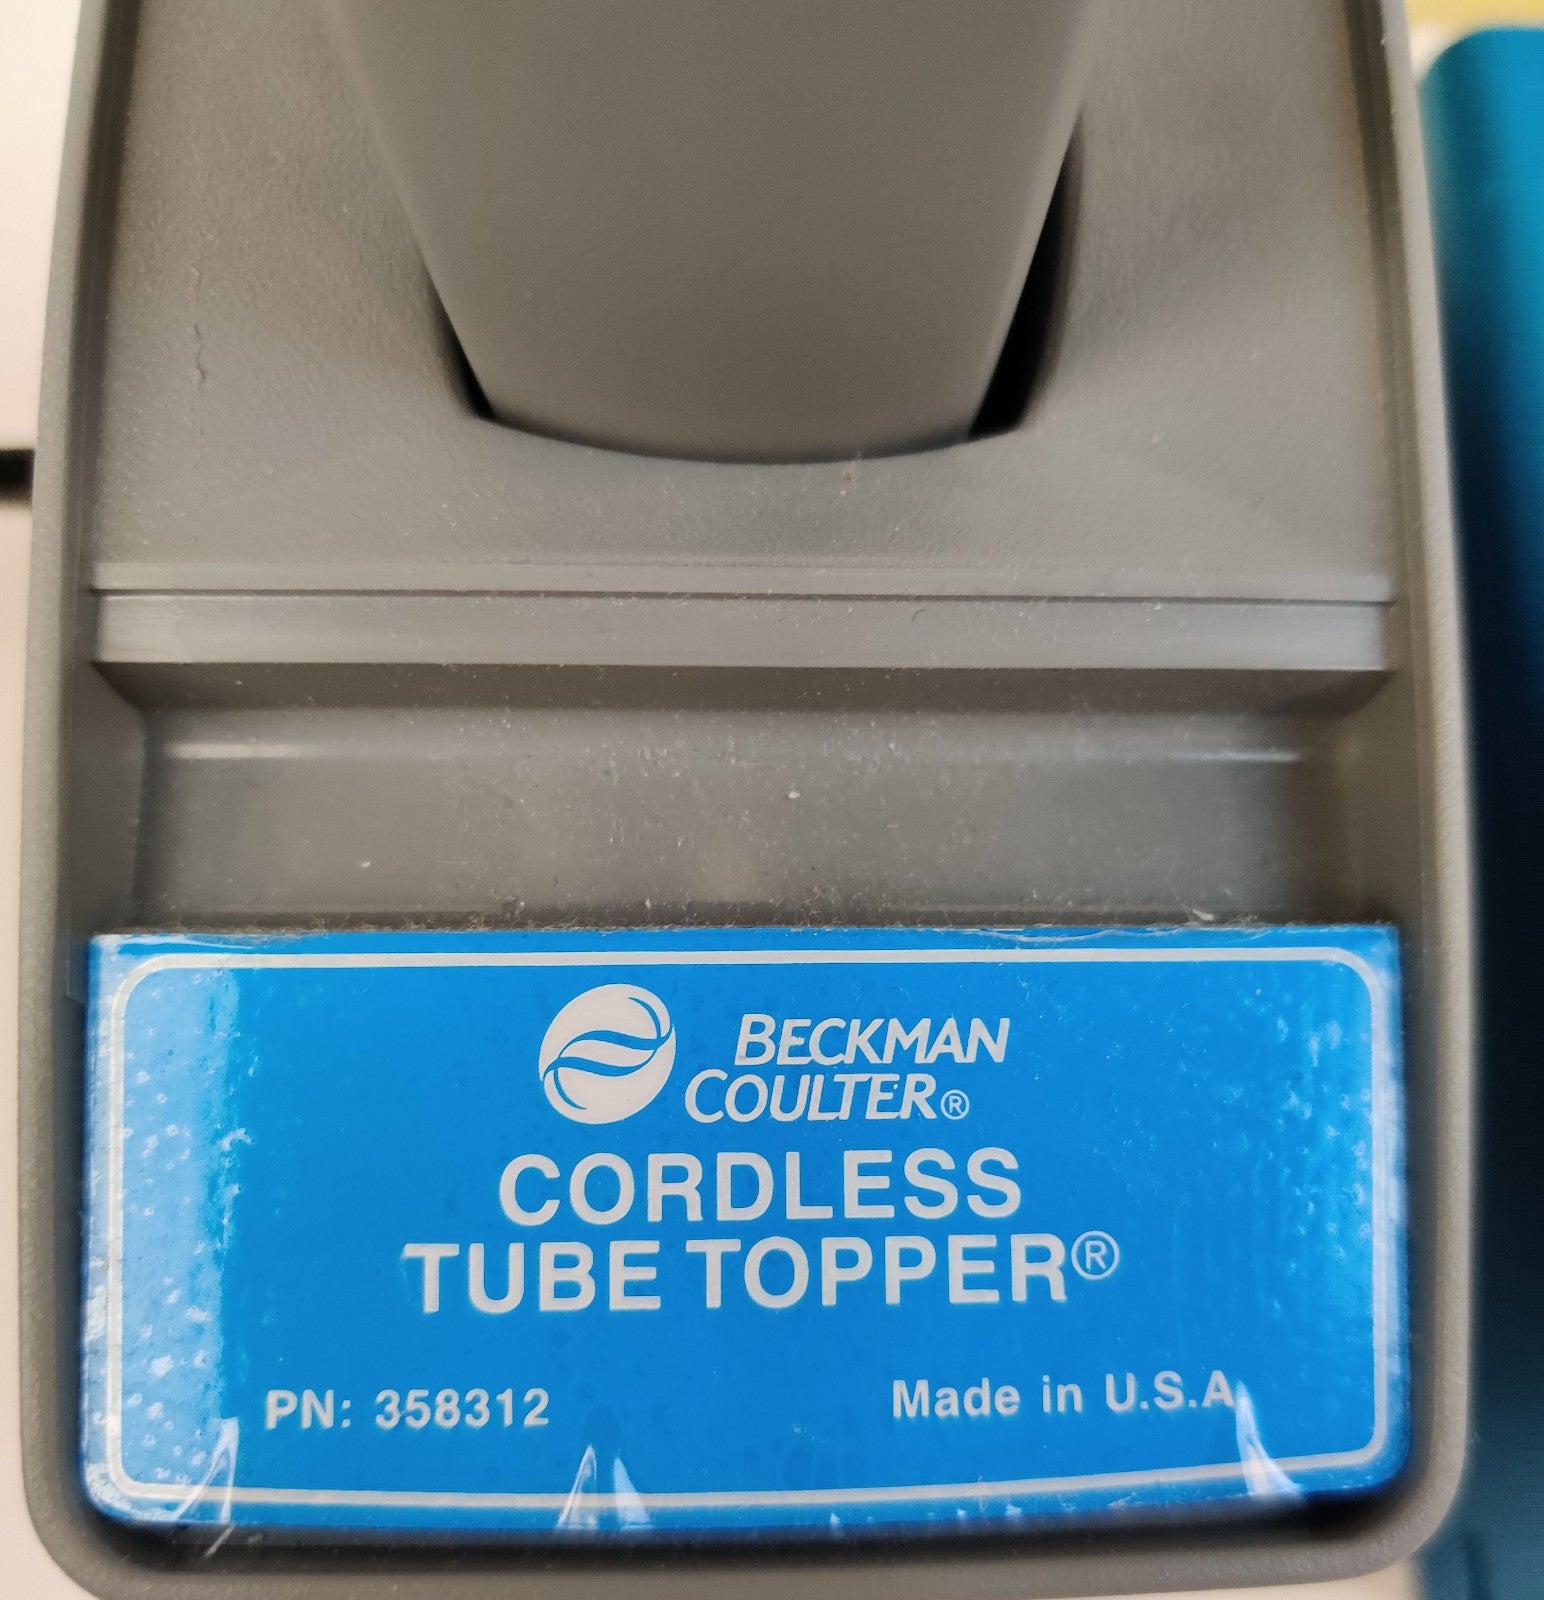 BECKMAN
COULTER®
CORDLESS
TUBE TOPPER®
PN: 358312
Made in U.S.A.